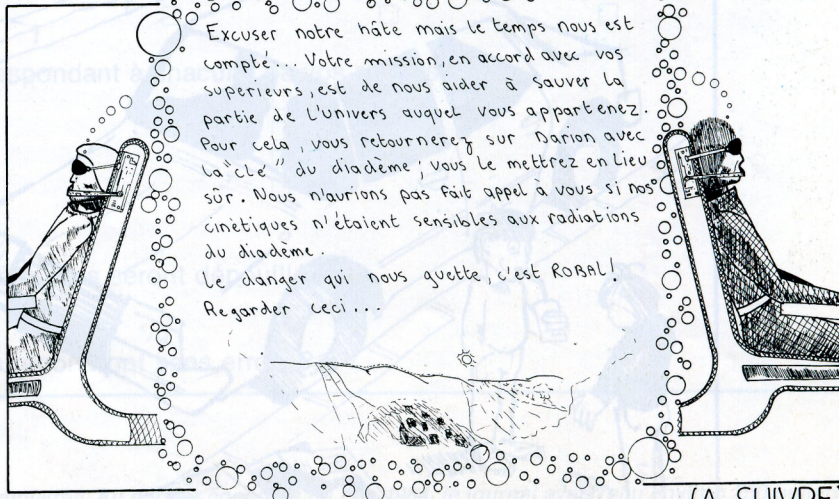 Excuser notre hâte mais le temps nous est
compté... Votre mission, en accord avec vos
superieurs, est de nous aider à sauver la
partie de l'Univers auquel vous appartenez.
Pour cela, vous retournerez sur Darion avec
la "clé" du diadème ; vous le mettrez en lieu
sûr. Nous n'aurions pas fait appel à vous si nos
cinétiques n'étaient sensibles aux radiations
du diadème.
Le danger qui nous guette, c'est ROBAL!
Regarder ceci...
(A SUIVRE